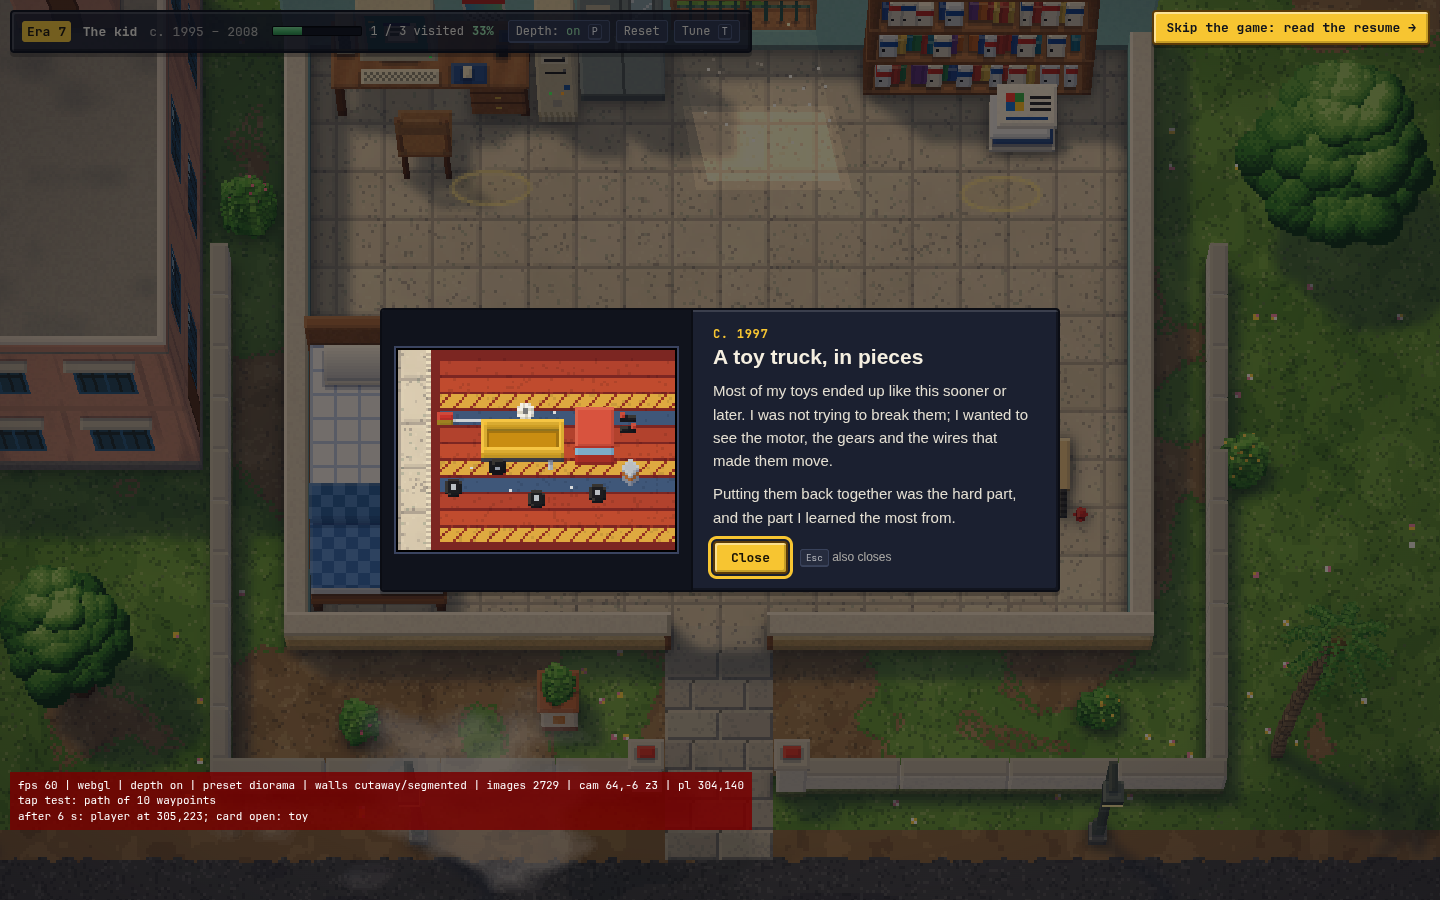 Era 7 The kid c. 1995 – 2008 1 / 3 visited 33% Depth: on P Reset Tune T
Skip the game: read the resume →
C. 1997
A toy truck, in pieces
Most of my toys ended up like this sooner or
later. I was not trying to break them; I wanted to
see the motor, the gears and the wires that
made them move.
Putting them back together was the hard part,
and the part I learned the most from.
Close Esc also closes
fps 60 | webgl | depth on | preset diorama | walls cutaway/segmented | images 2729 | cam 64,-6 z3 | pl 304,140
tap test: path of 10 waypoints
after 6 s: player at 305,223; card open: toy